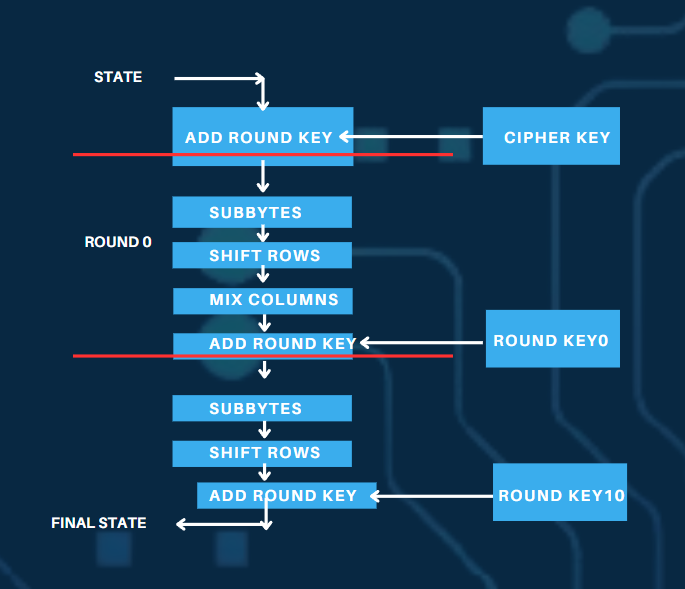 STATE
ADD ROUND KEY
CIPHER KEY
SUBBYTES
ROUND 0
SHIFT ROWS
MIX COLUMNS
ADD ROUND KEY
ROUND KEY0
SUBBYTES
SHIFT ROWS
ADD ROUND KEY
ROUND KEY10
FINAL STATE